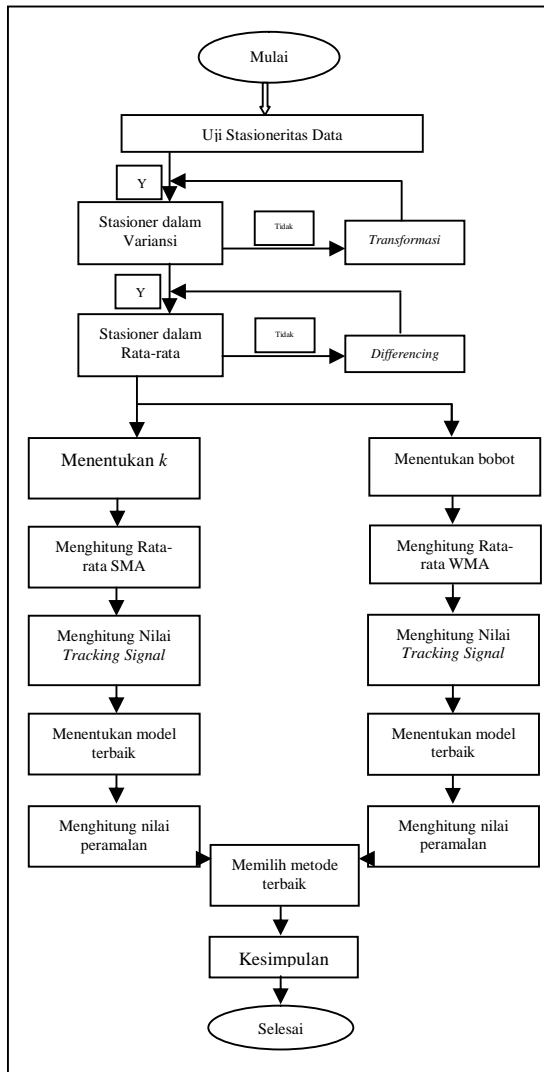 Mulai
Uji Stasioneritas Data
Y
Stasioner dalam
Variansi
Tidak
Transformasi
Y
Stasioner dalam
Rata-rata
Tidak
Differencing
Menentukan k
Menghitung Rata-
rata SMA
Menghitung Nilai
Tracking Signal
Menentukan model
terbaik
Menghitung nilai
peramalan
Menentukan bobot
Menghitung Rata-
rata WMA
Menghitung Nilai
Tracking Signal
Menentukan model
terbaik
Menghitung nilai
peramalan
Memilih metode
terbaik
Kesimpulan
Selesai